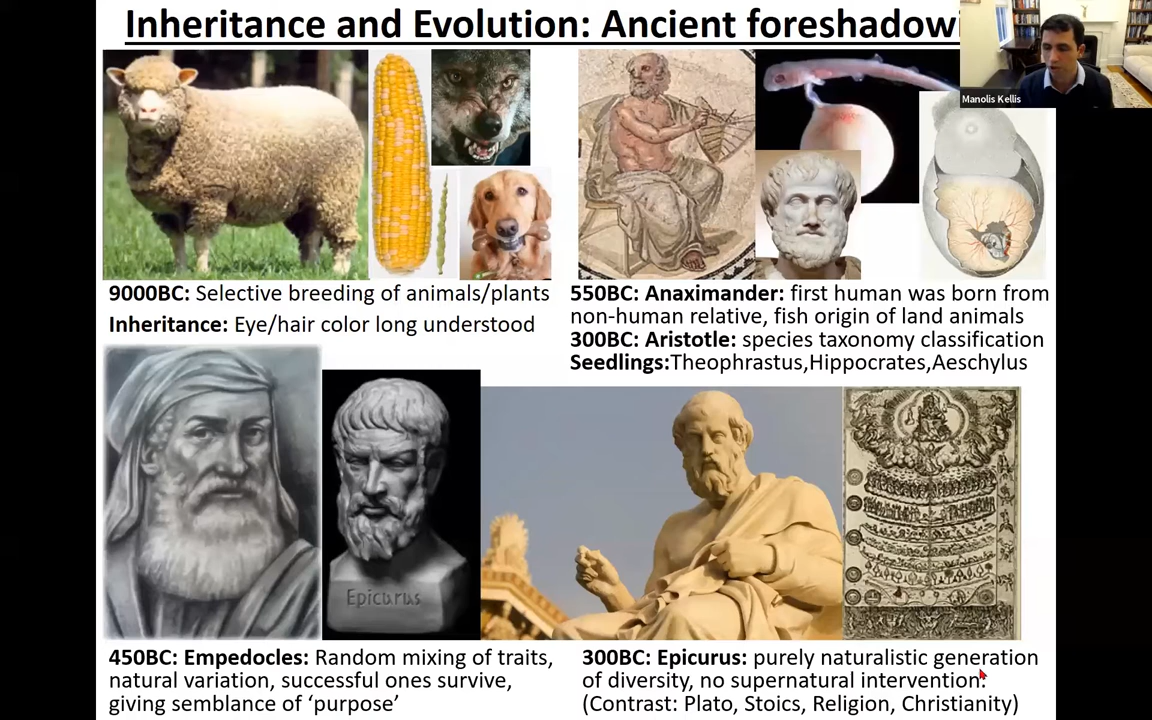 Inheritance and Evolution: Ancient foreshadowi
Manolis Kellis
9000BC: Selective breeding of animals/plants
Inheritance: Eye/hair color long understood
550BC: Anaximander: first human was born from
non-human relative, fish origin of land animals
300BC: Aristotle: species taxonomy classification
Seedlings:Theophrastus,Hippocrates,Aeschylus
Epicurus
450BC: Empedocles: Random mixing of traits,
natural variation, successful ones survive,
giving semblance of ‘purpose’
300BC: Epicurus: purely naturalistic generation
of diversity, no supernatural intervention.
(Contrast: Plato, Stoics, Religion, Christianity)